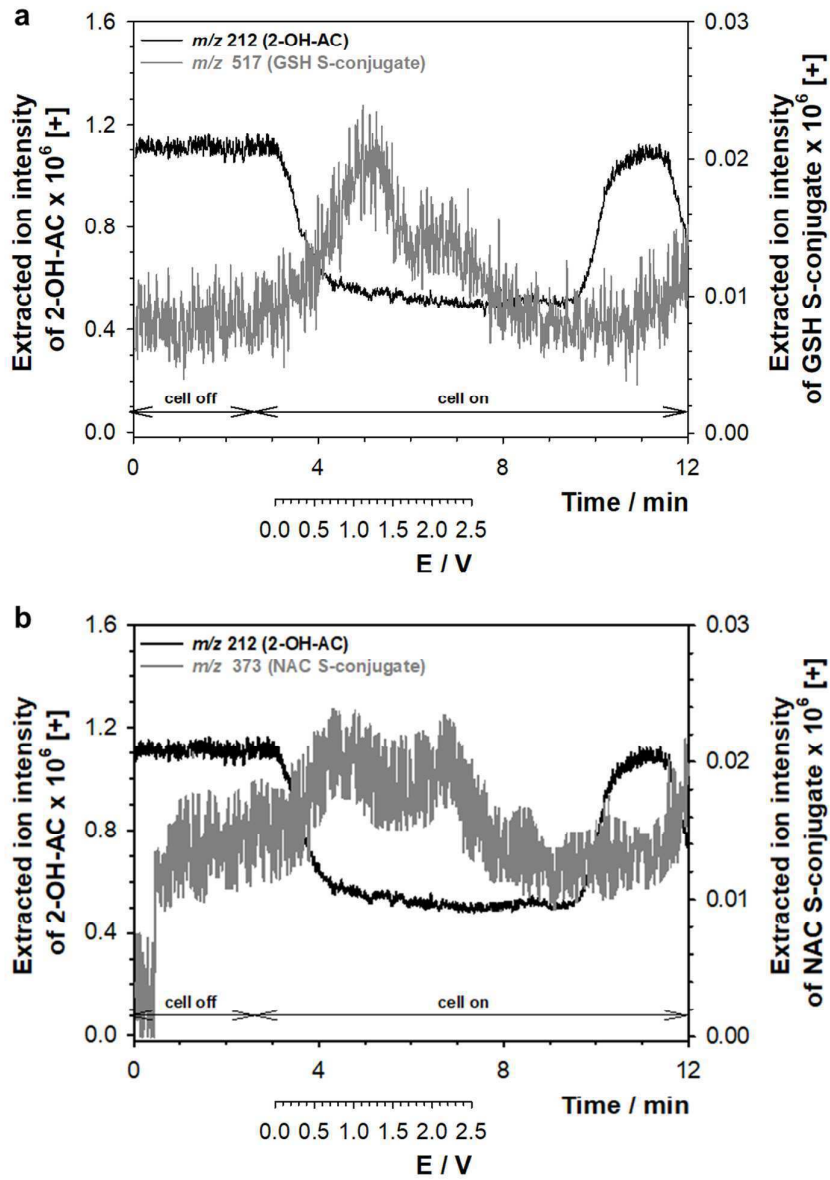 a
m/z 212 (2-OH-AC)
m/z 517 (GSH S-conjugate)
Extracted ion intensity
of 2-OH-AC x 10^6 [+]
1.6
1.2
0.8
0.4
0.0
Extracted ion intensity
of GSH S-conjugate x 10^6 [+]
0.03
0.02
0.01
0.00
cell off
cell on
0 4 8 12
Time / min
0.0 0.5 1.0 1.5 2.0 2.5
E / V
b
m/z 212 (2-OH-AC)
m/z 373 (NAC S-conjugate)
Extracted ion intensity
of 2-OH-AC x 10^6 [+]
1.6
1.2
0.8
0.4
0.0
Extracted ion intensity
of NAC S-conjugate x 10^6 [+]
0.03
0.02
0.01
0.00
cell off
cell on
0 4 8 12
Time / min
0.0 0.5 1.0 1.5 2.0 2.5
E / V